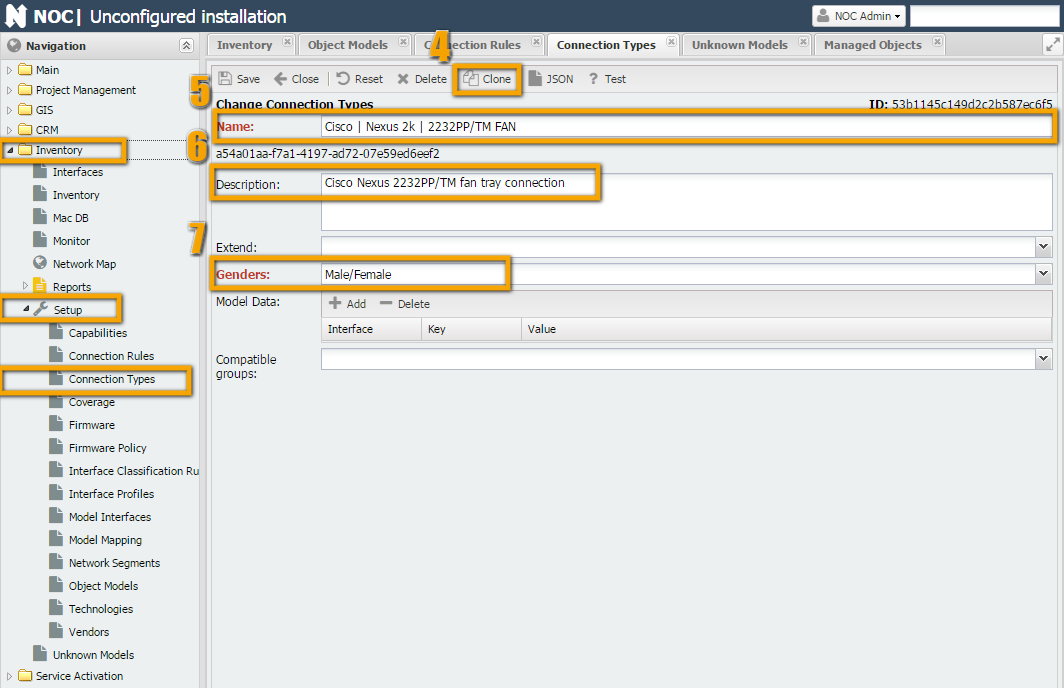 NOC| Unconfigured installation
NOC Admin
Navigation
Inventory
Object Models
Connection Rules
Connection Types
Unknown Models
Managed Objects
4
Save
Close
Reset
Delete
Clone
JSON
? Test
5
Change Connection Types
ID: 53b1145c149d2c2b587ec6f5
Name:
Cisco | Nexus 2k | 2232PP/TM FAN
6
a54a01aa-f7a1-4197-ad72-07e59ed6eef2
Description:
Cisco Nexus 2232PP/TM fan tray connection
7
Extend:
Genders:
Male/Female
Model Data:
Add
Delete
Interface
Key
Value
Compatible
groups:
Main
Project Management
GIS
CRM
Inventory
Interfaces
Inventory
Mac DB
Monitor
Network Map
Reports
Setup
Capabilities
Connection Rules
Connection Types
Coverage
Firmware
Firmware Policy
Interface Classification Ru
Interface Profiles
Model Interfaces
Model Mapping
Network Segments
Object Models
Technologies
Vendors
Unknown Models
Service Activation